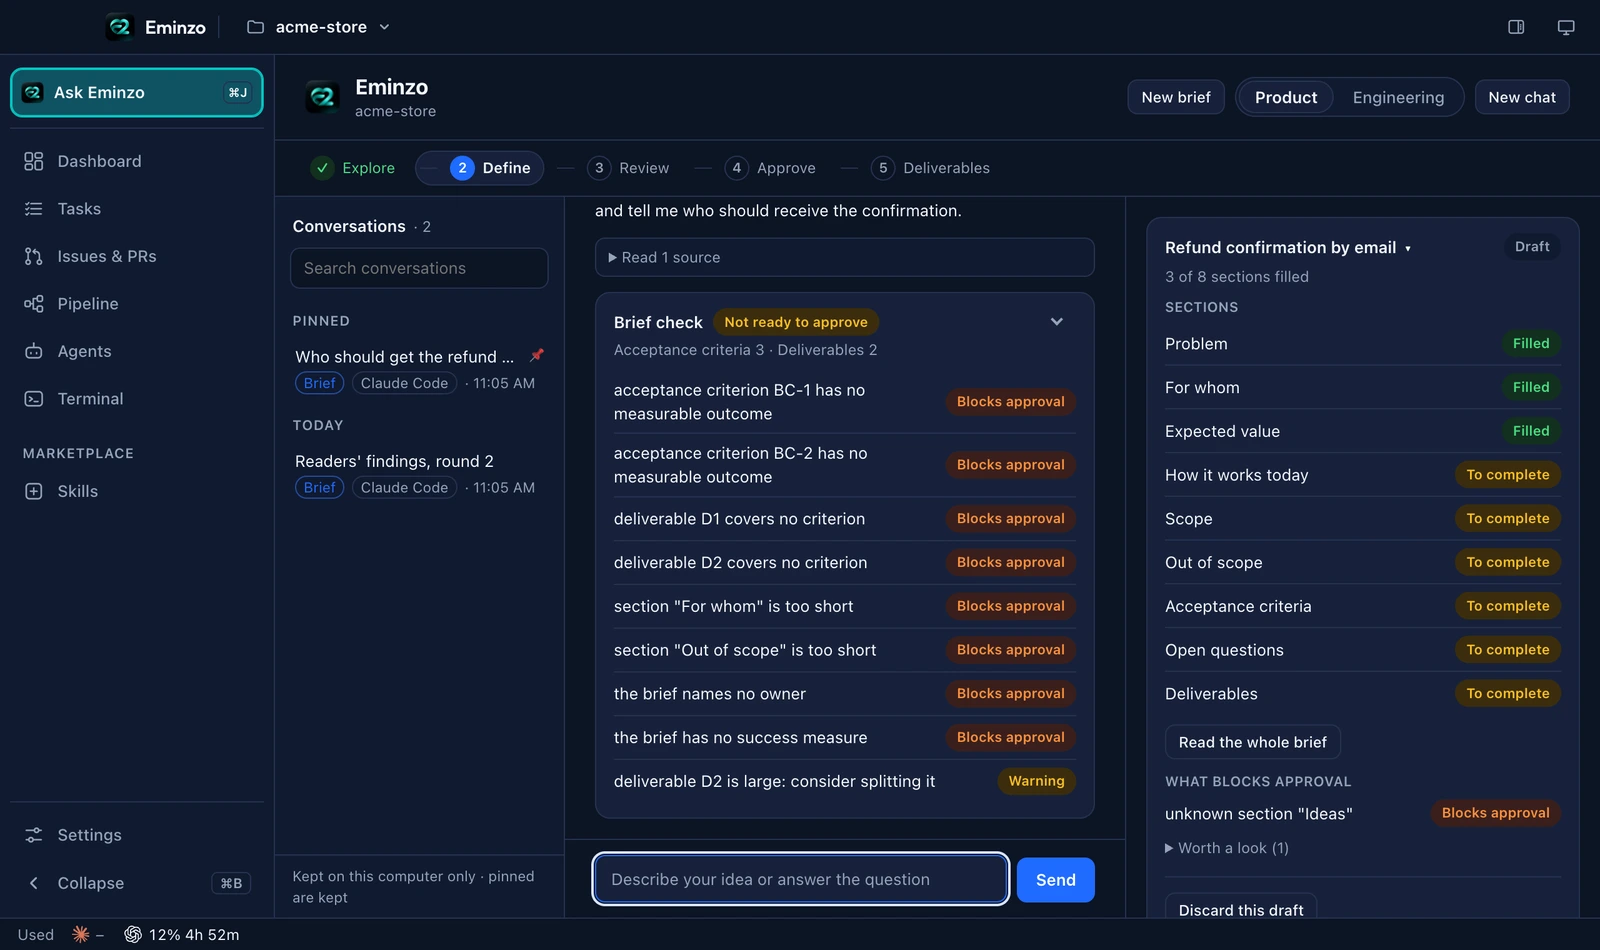 Eminzo
acme-store
Ask Eminzo
⌘J
Dashboard
Tasks
Issues & PRs
Pipeline
Agents
Terminal
MARKETPLACE
Skills
Settings
Collapse
⌘B
Eminzo
acme-store
New brief
Product
Engineering
New chat
Explore
2 Define
3 Review
4 Approve
5 Deliverables
Conversations · 2
Search conversations
PINNED
Who should get the refund ...
Brief Claude Code · 11:05 AM
TODAY
Readers' findings, round 2
Brief Claude Code · 11:05 AM
Kept on this computer only · pinned
are kept
and tell me who should receive the confirmation.
Read 1 source
Brief check Not ready to approve
Acceptance criteria 3 · Deliverables 2
acceptance criterion BC-1 has no
measurable outcome
Blocks approval
acceptance criterion BC-2 has no
measurable outcome
Blocks approval
deliverable D1 covers no criterion Blocks approval
deliverable D2 covers no criterion Blocks approval
section "For whom" is too short Blocks approval
section "Out of scope" is too short Blocks approval
the brief names no owner Blocks approval
the brief has no success measure Blocks approval
deliverable D2 is large: consider splitting it Warning
Describe your idea or answer the question
Send
Refund confirmation by email Draft
3 of 8 sections filled
SECTIONS
Problem Filled
For whom Filled
Expected value Filled
How it works today To complete
Scope To complete
Out of scope To complete
Acceptance criteria To complete
Open questions To complete
Deliverables To complete
Read the whole brief
WHAT BLOCKS APPROVAL
unknown section "Ideas" Blocks approval
Worth a look (1)
Discard this draft
Used – 12% 4h 52m